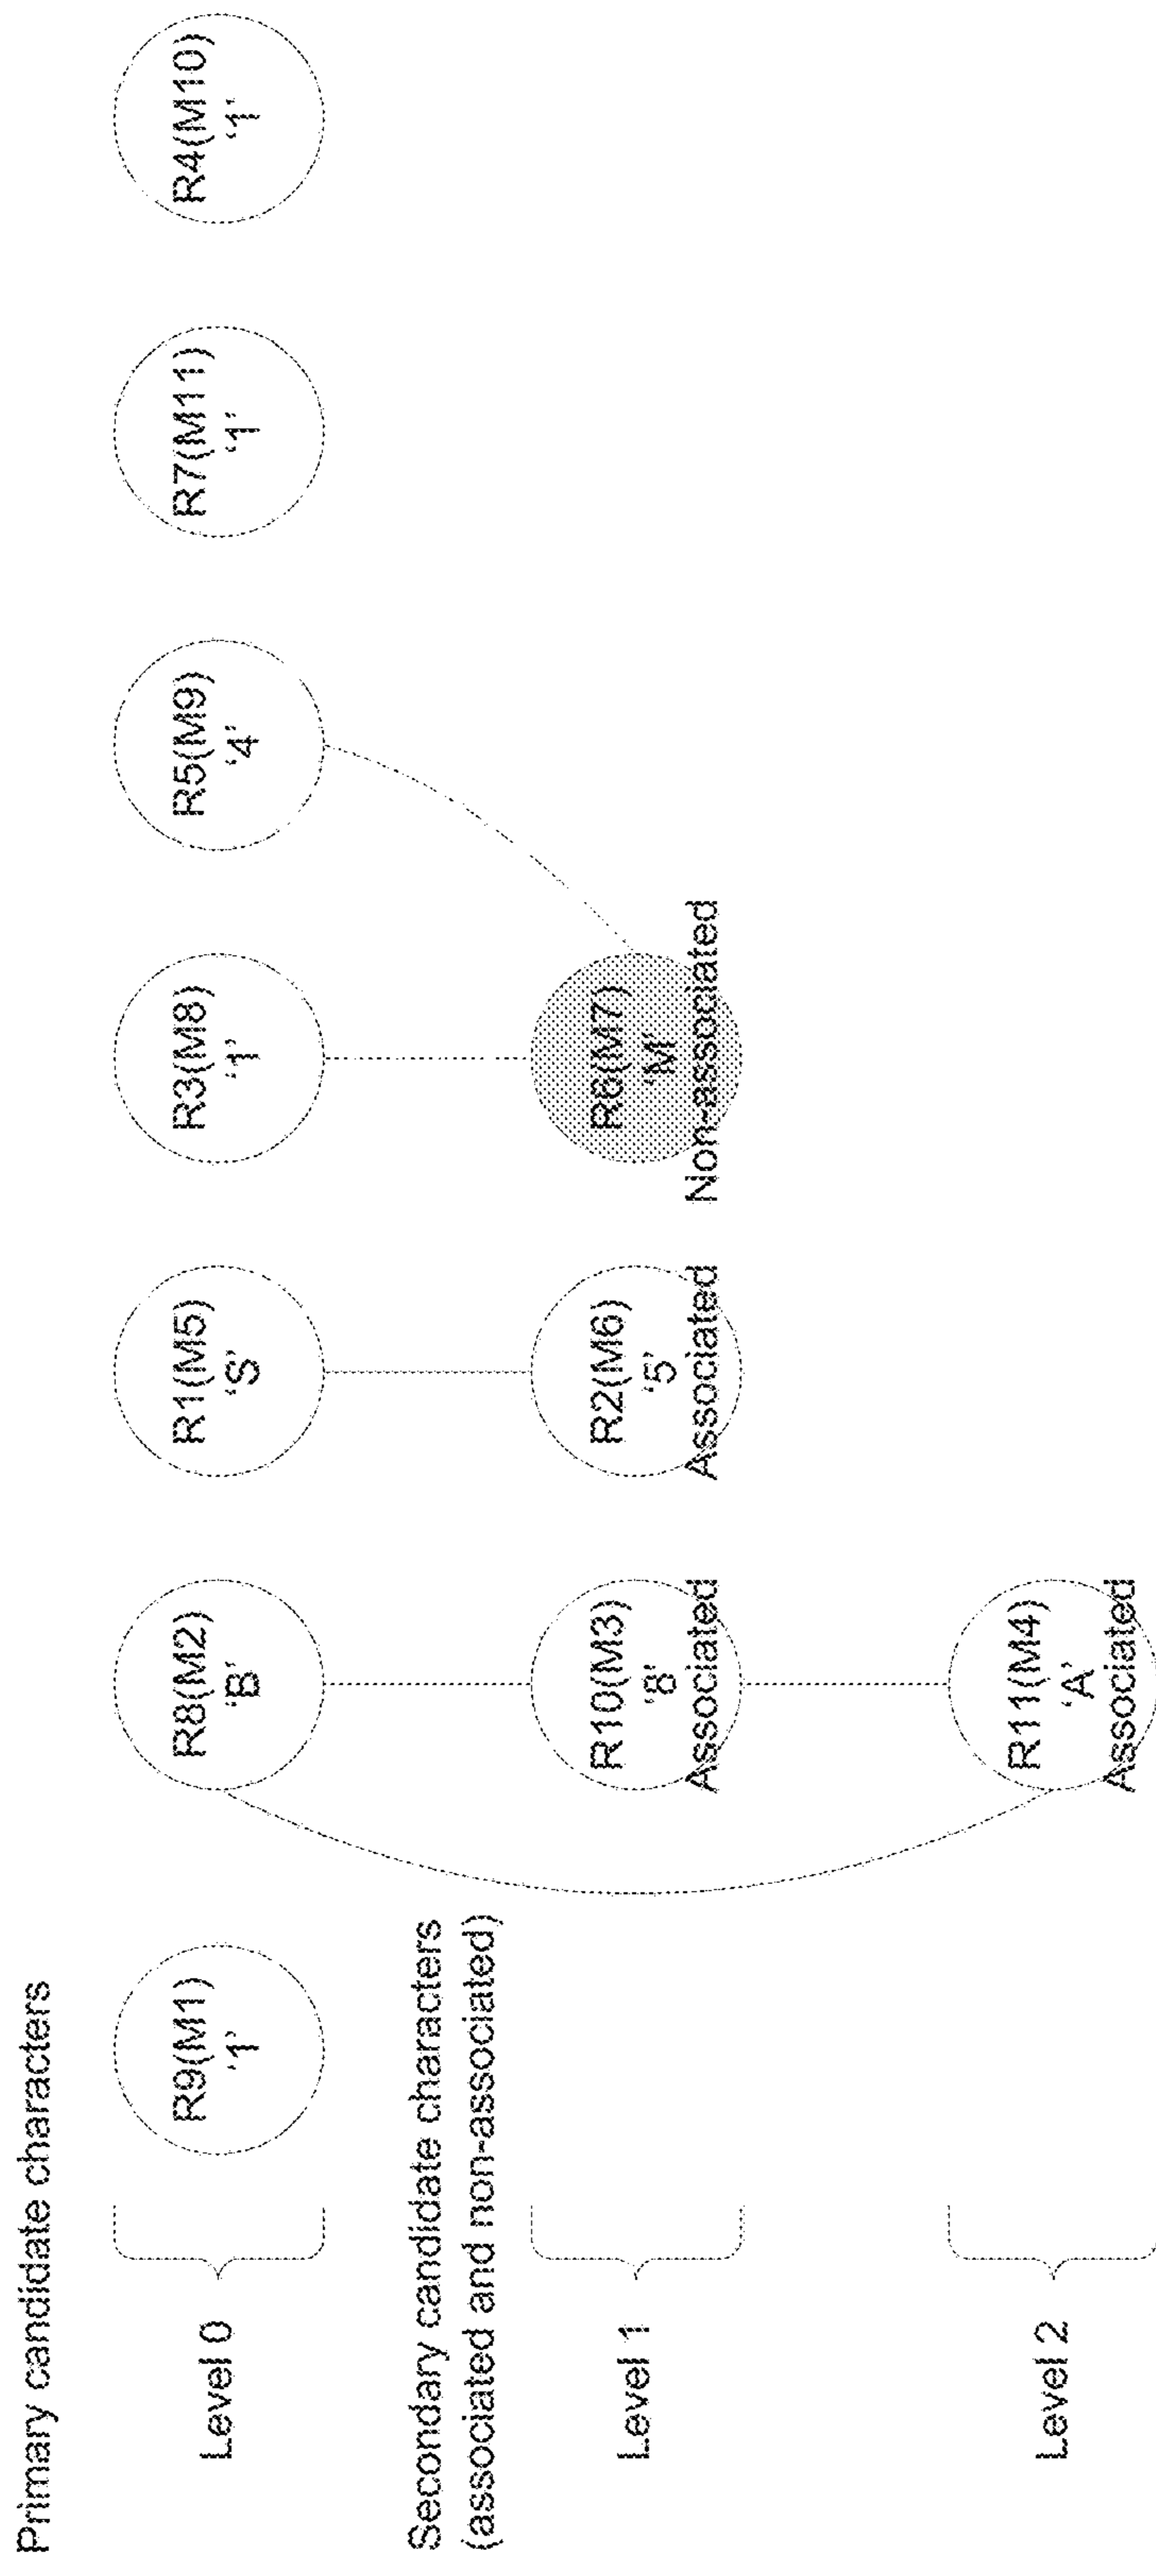 Primary candidate characters
Level 0
R9(M1)
'1'
R8(M2)
'B'
R1(M5)
'S'
R3(M8)
'1'
R5(M9)
'4'
R7(M11)
'1'
R4(M10)
'1'
Secondary candidate characters
(associated and non-associated)
Level 1
R10(M3)
'8'
Associated
R2(M6)
'5'
Associated
R6(M7)
'M'
Non-associated
Level 2
R11(M4)
'A'
Associated